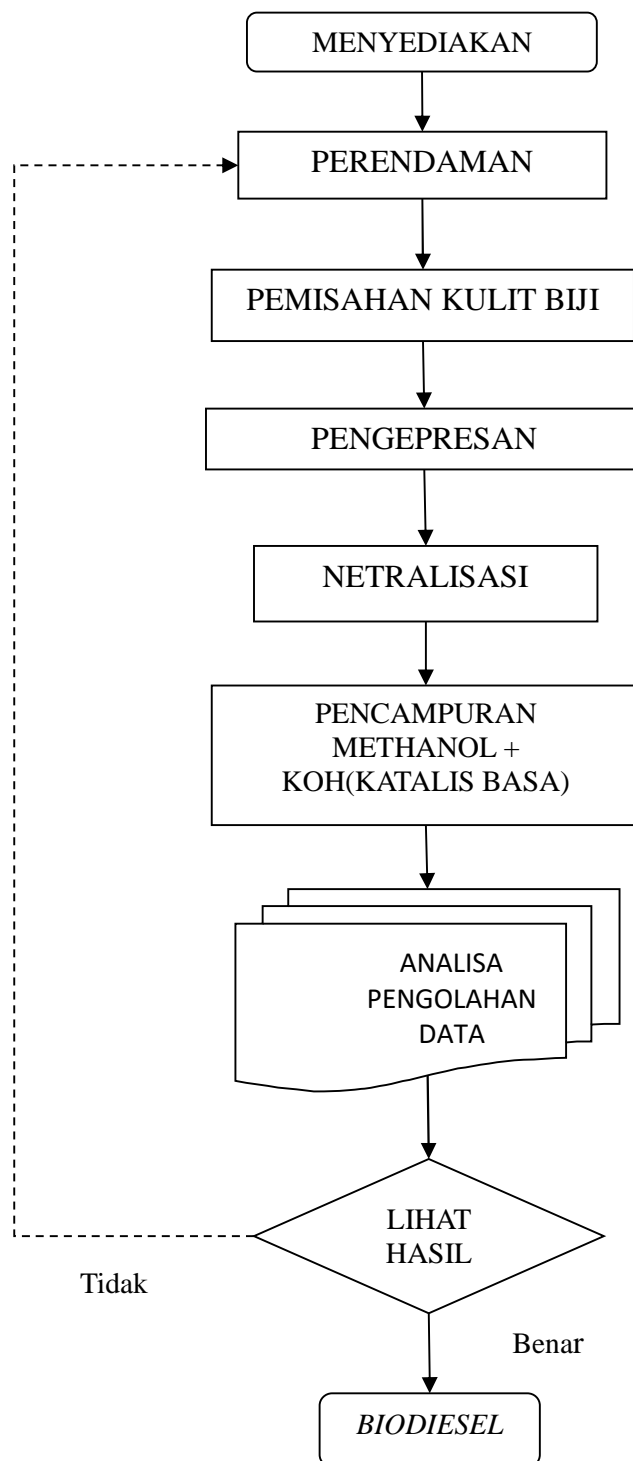 MENYEDIAKAN
PERENDAMAN
PEMISAHAN KULIT BIJI
PENGEPRESAN
NETRALISASI
PENCAMPURAN
METHANOL +
KOH(KATALIS BASA)
ANALISA
PENGOLAHAN
DATA
LIHAT
HASIL
Tidak
Benar
BIODIESEL